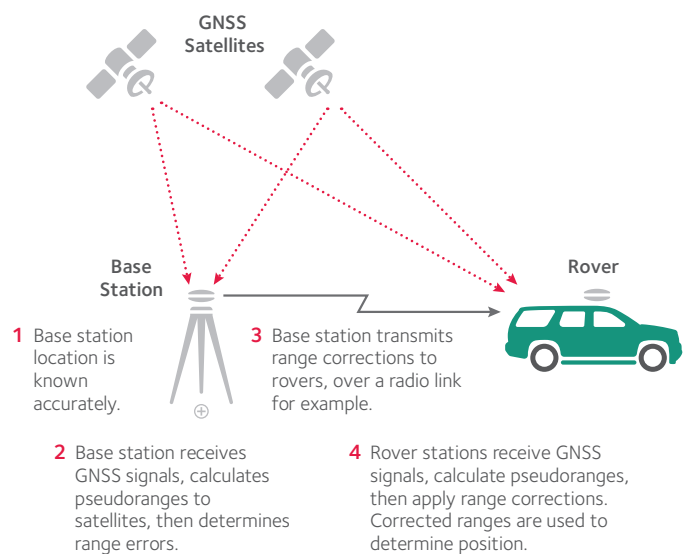 GNSS
Satellites
Base
Station
Rover
1 Base station
location is
known
accurately.
3 Base station transmits
range corrections to
rovers, over a radio link
for example.
2 Base station receives
GNSS signals, calculates
pseudoranges to
satellites, then determines
range errors.
4 Rover stations receive GNSS
signals, calculate pseudoranges,
then apply range corrections.
Corrected ranges are used to
determine position.